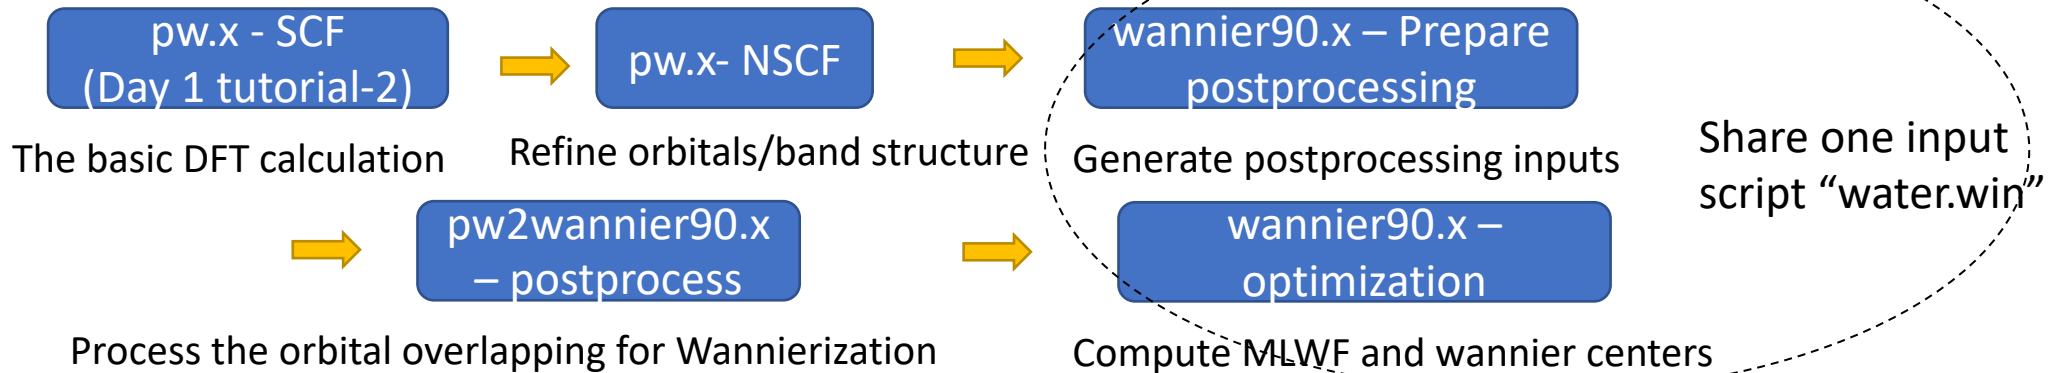 pw.x - SCF
(Day 1 tutorial-2)
pw.x- NSCF
wannier90.x – Prepare
postprocessing
The basic DFT calculation
Refine orbitals/band structure
Generate postprocessing inputs
Share one input
script “water.win”
pw2wannier90.x
– postprocess
wannier90.x –
optimization
Process the orbital overlapping for Wannierization
Compute MLWF and wannier centers